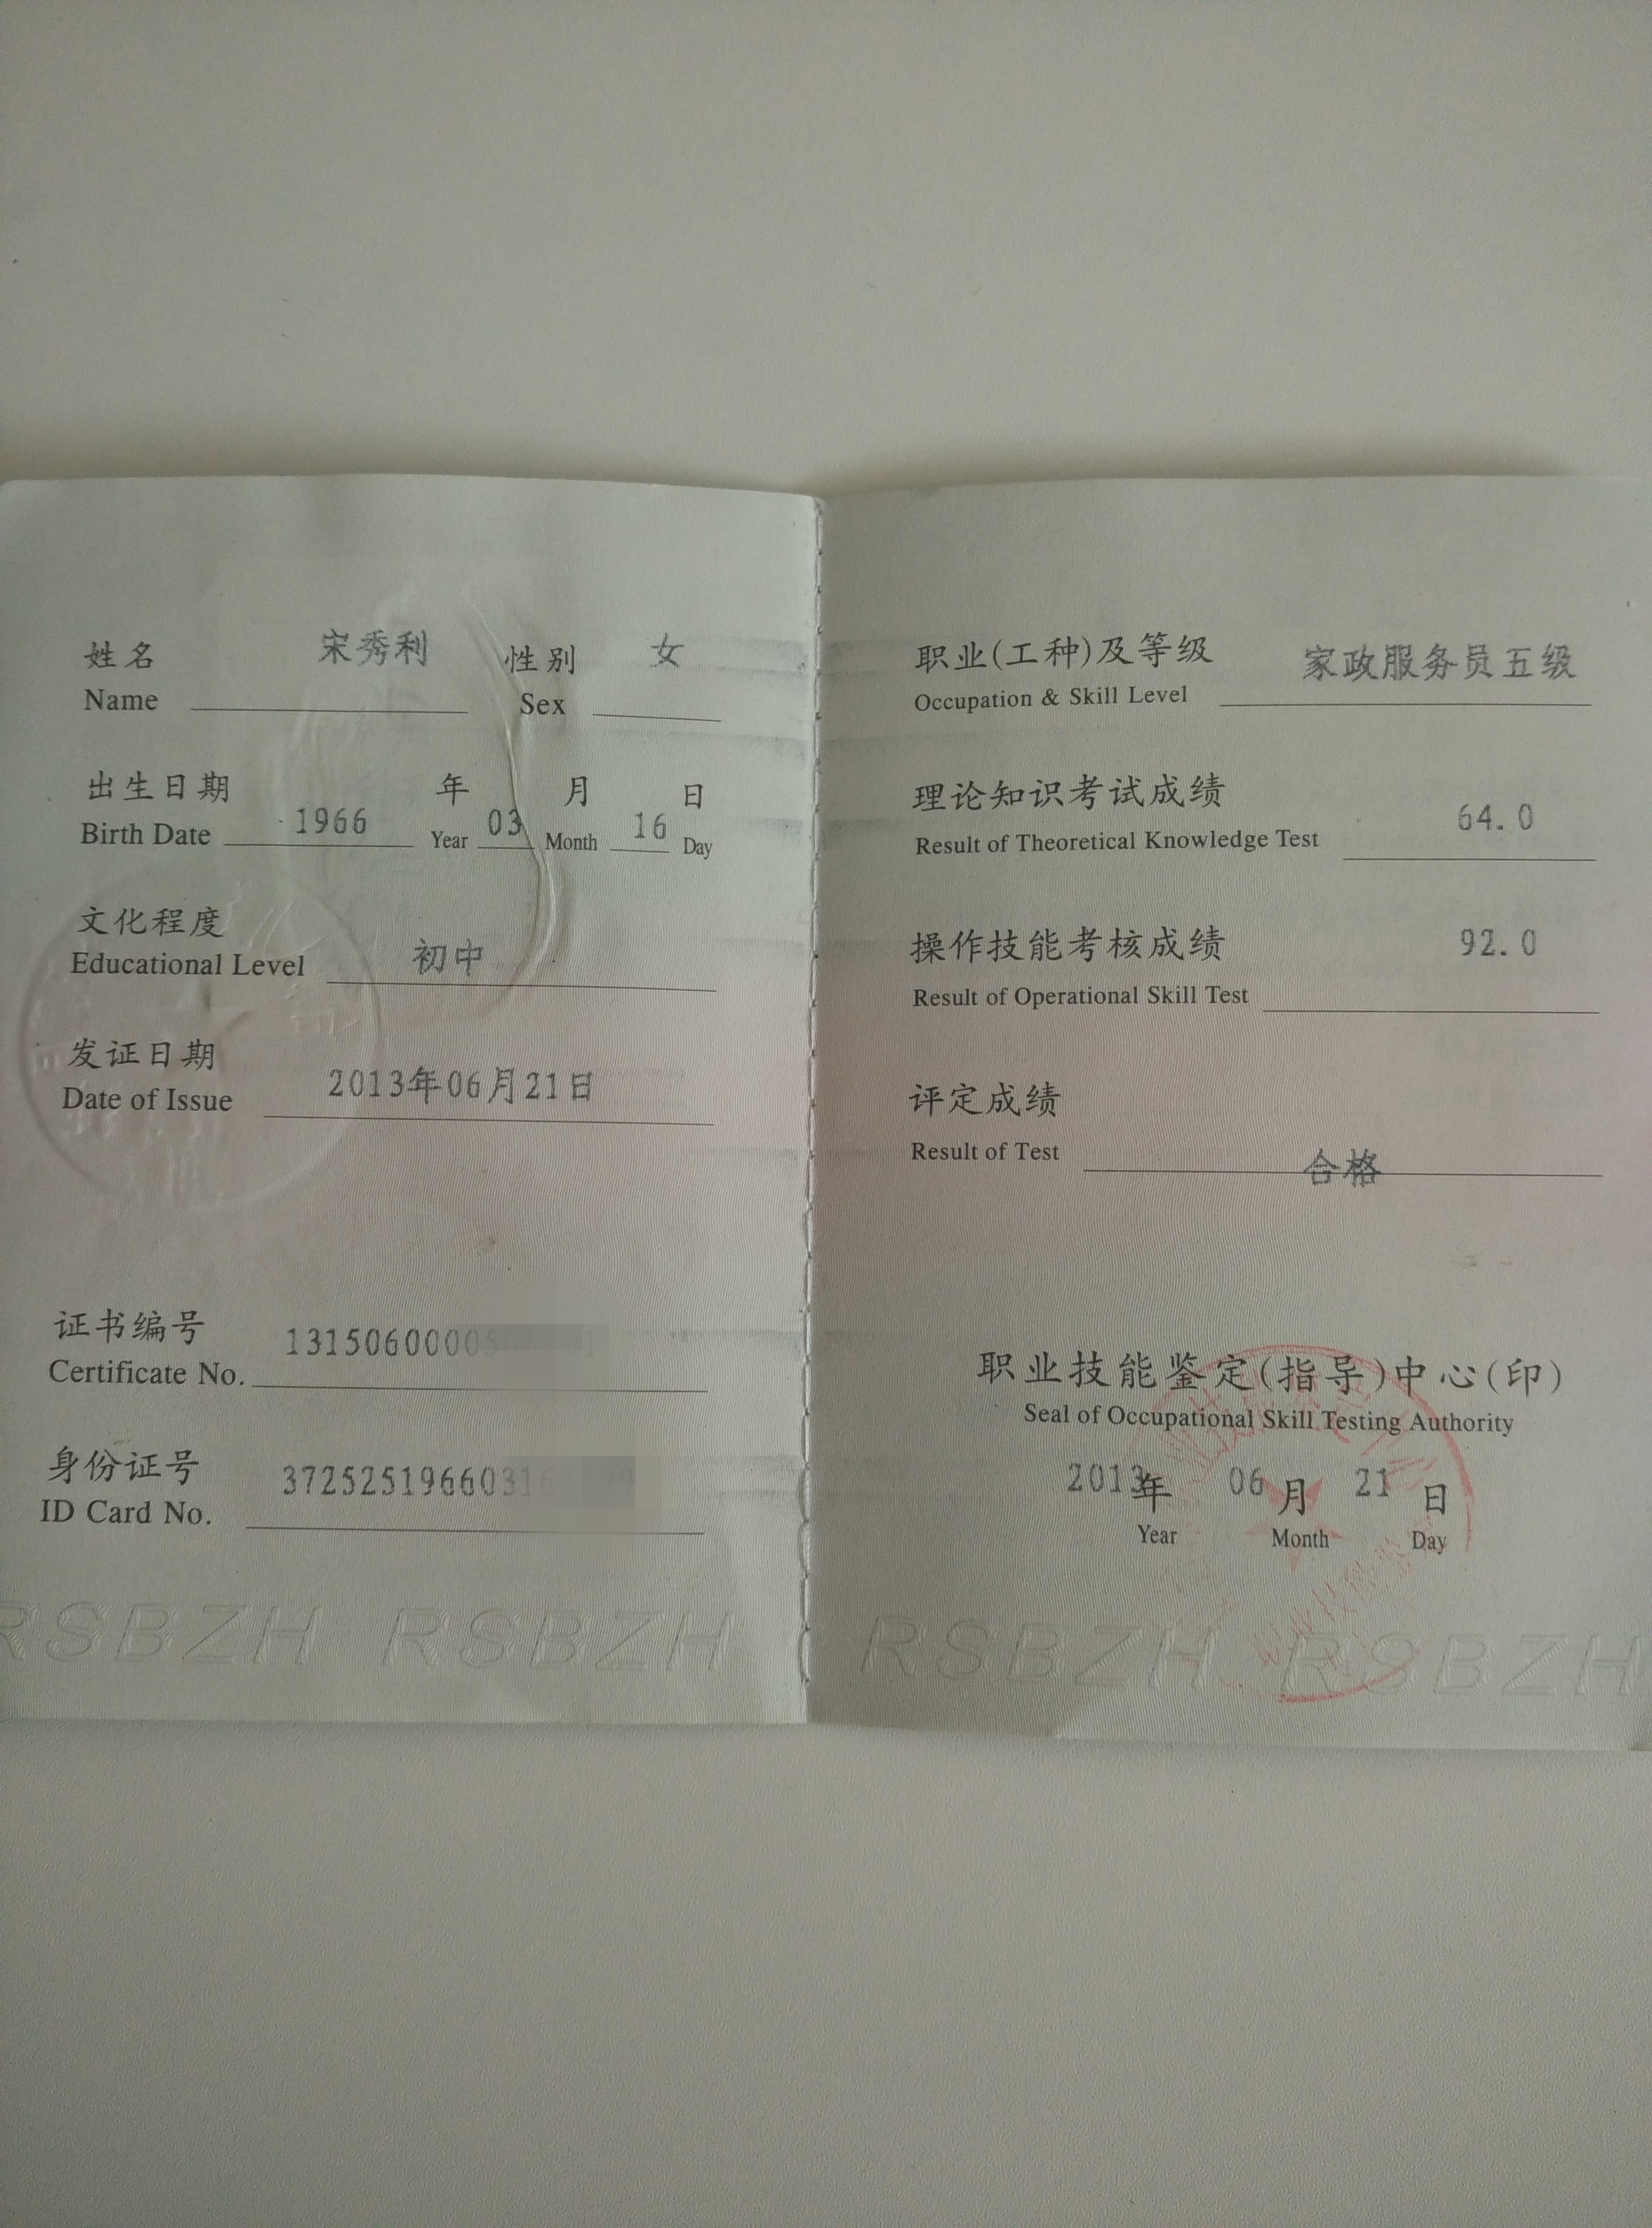 姓名 宋秀利 性别 女
Name Sex
出生日期 1966 年 03 月 16 日
Birth Date Year Month Day
文化程度 初中
Educational Level
发证日期 2013年06月21日
Date of Issue
证书编号 13150600005
Certificate No.
身份证号 37252519660316
ID Card No.
RSBZH RSBZH
职业(工种)及等级 家政服务员五级
Occupation & Skill Level
理论知识考试成绩 64.0
Result of Theoretical Knowledge Test
操作技能考核成绩 92.0
Result of Operational Skill Test
评定成绩
Result of Test 合格
职业技能鉴定(指导)中心(印)
Seal of Occupational Skill Testing Authority
2013年 06月 21日
Year Month Day
RSBZH RSBZH